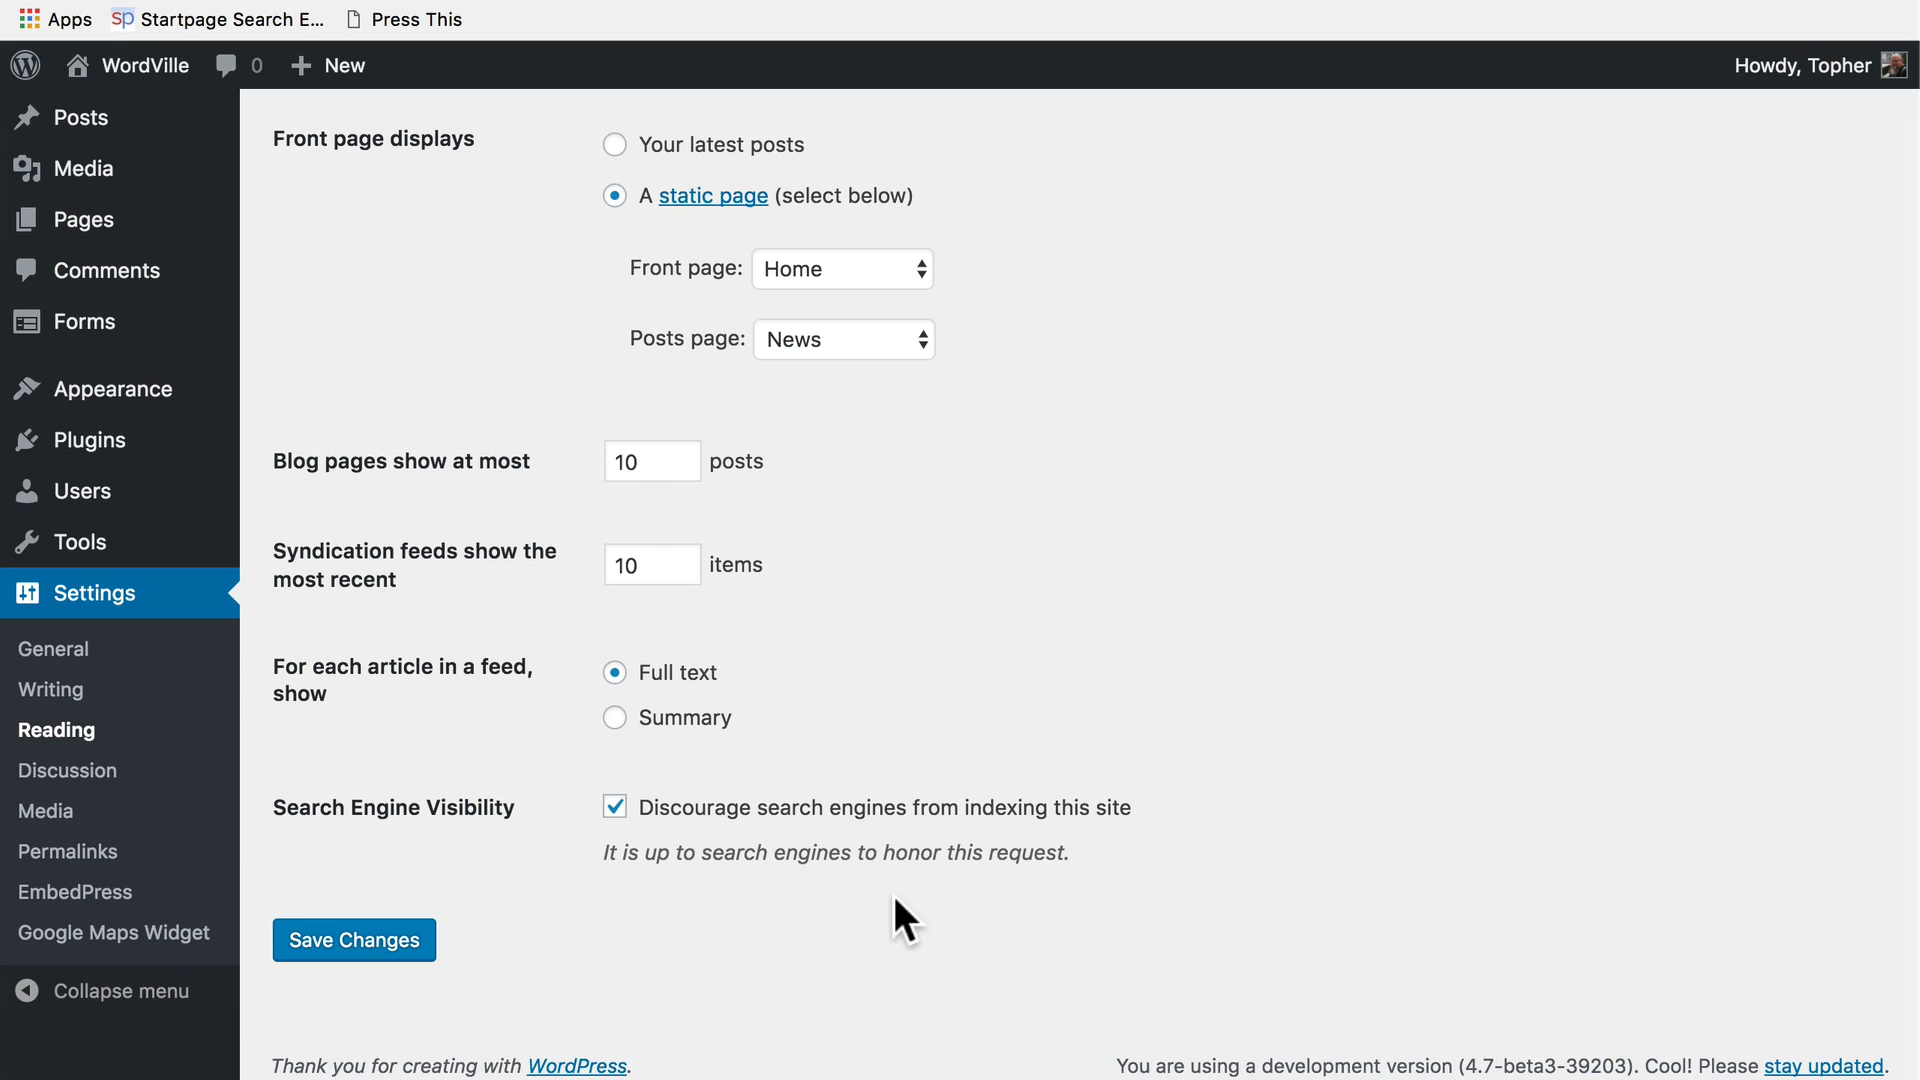 Apps
Startpage Search E...
Press This
WordVille
0
New
Howdy, Topher
Posts
Media
Pages
Comments
Forms
Appearance
Plugins
Users
Tools
Settings
General
Writing
Reading
Discussion
Media
Permalinks
EmbedPress
Google Maps Widget
Collapse menu
Front page displays
Your latest posts
A static page (select below)
Front page: Home
Posts page: News
Blog pages show at most
10 posts
Syndication feeds show the
most recent
10 items
For each article in a feed,
show
Full text
Summary
Search Engine Visibility
Discourage search engines from indexing this site
It is up to search engines to honor this request.
Save Changes
Thank you for creating with WordPress.
You are using a development version (4.7-beta3-39203). Cool! Please stay updated.